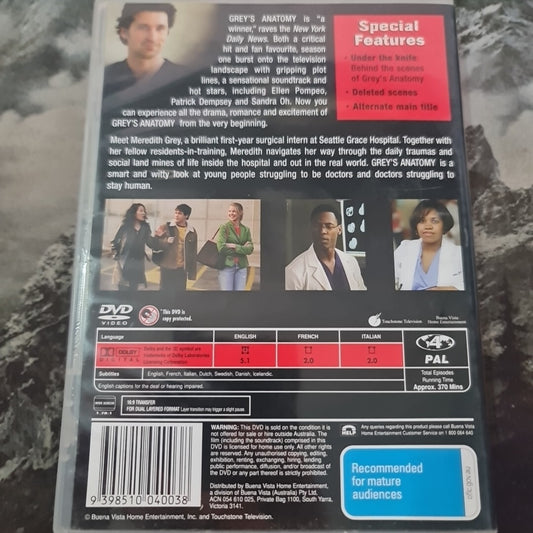 GREY'S ANATOMY is "a
winner," raves the New York
Daily News. Both a critical
hit and fan favourite, season
one burst onto the television
landscape with gripping plot
lines, a sensational soundtrack and
hot stars, including Ellen Pompeo,
Patrick Dempsey and Sandra Oh. Now you
can experience all the drama, romance and excitement of
GREY'S ANATOMY from the very beginning.
Special
Features
• Under the knife
Behind the scenes
of Grey's Anatomy
• Deleted scenes
• Alternate main title
Meet Meredith Grey, a brilliant first-year surgical intern at Seattle Grace Hospital. Together with
her fellow residents-in-training, Meredith navigates her way through the daily traumas and
social land mines of life inside the hospital and out in the real world. GREY'S ANATOMY is a
smart and witty look at young people struggling to be doctors and doctors struggling to
stay human.
DVD
VIDEO
This DVD is
copy protected.
Touchstone Television
Buena Vista
Home Entertainment
Language
ENGLISH
FRENCH
ITALIAN
DOLBY
DIGITAL
Dolby and the DD symbol are
trademarks of Dolby Laboratories
Licensing Corporation
5.1
2.0
2.0
Subtitles
English, French, Italian, Dutch, Swedish, Danish, Icelandic.
English captions for the deaf or hearing impaired.
4
PAL
Total Episodes
Running Time
Approx. 370 Mins
16:9 TRANSFER
FOR DUAL LAYERED FORMAT Layer transition may trigger a slight pause.
WARNING: This DVD is sold on the condition it is
not offered for sale or hire outside Australia. The
film (including the soundtrack) comprised in this
DVD is licensed for home use only. All other rights
are reserved. Any unauthorised copying, editing,
exhibition, renting, exchanging, hiring, lending
public performance, diffusion, and/or broadcast of
the DVD or any part thereof is strictly prohibited.
Distributed by Buena Vista Home Entertainment,
a division of Buena Vista (Australia) Pty Ltd.
ACN 054 610 025, Private Bag 1100, South Yarra,
Victoria 3141.
HELP
Any queries regarding this product please call Buena Vista
Home Entertainment Customer Service on 1 800 064 640
Recommended
for mature
audiences
9 398510 040038
© Buena Vista Home Entertainment, Inc. and Touchstone Television.